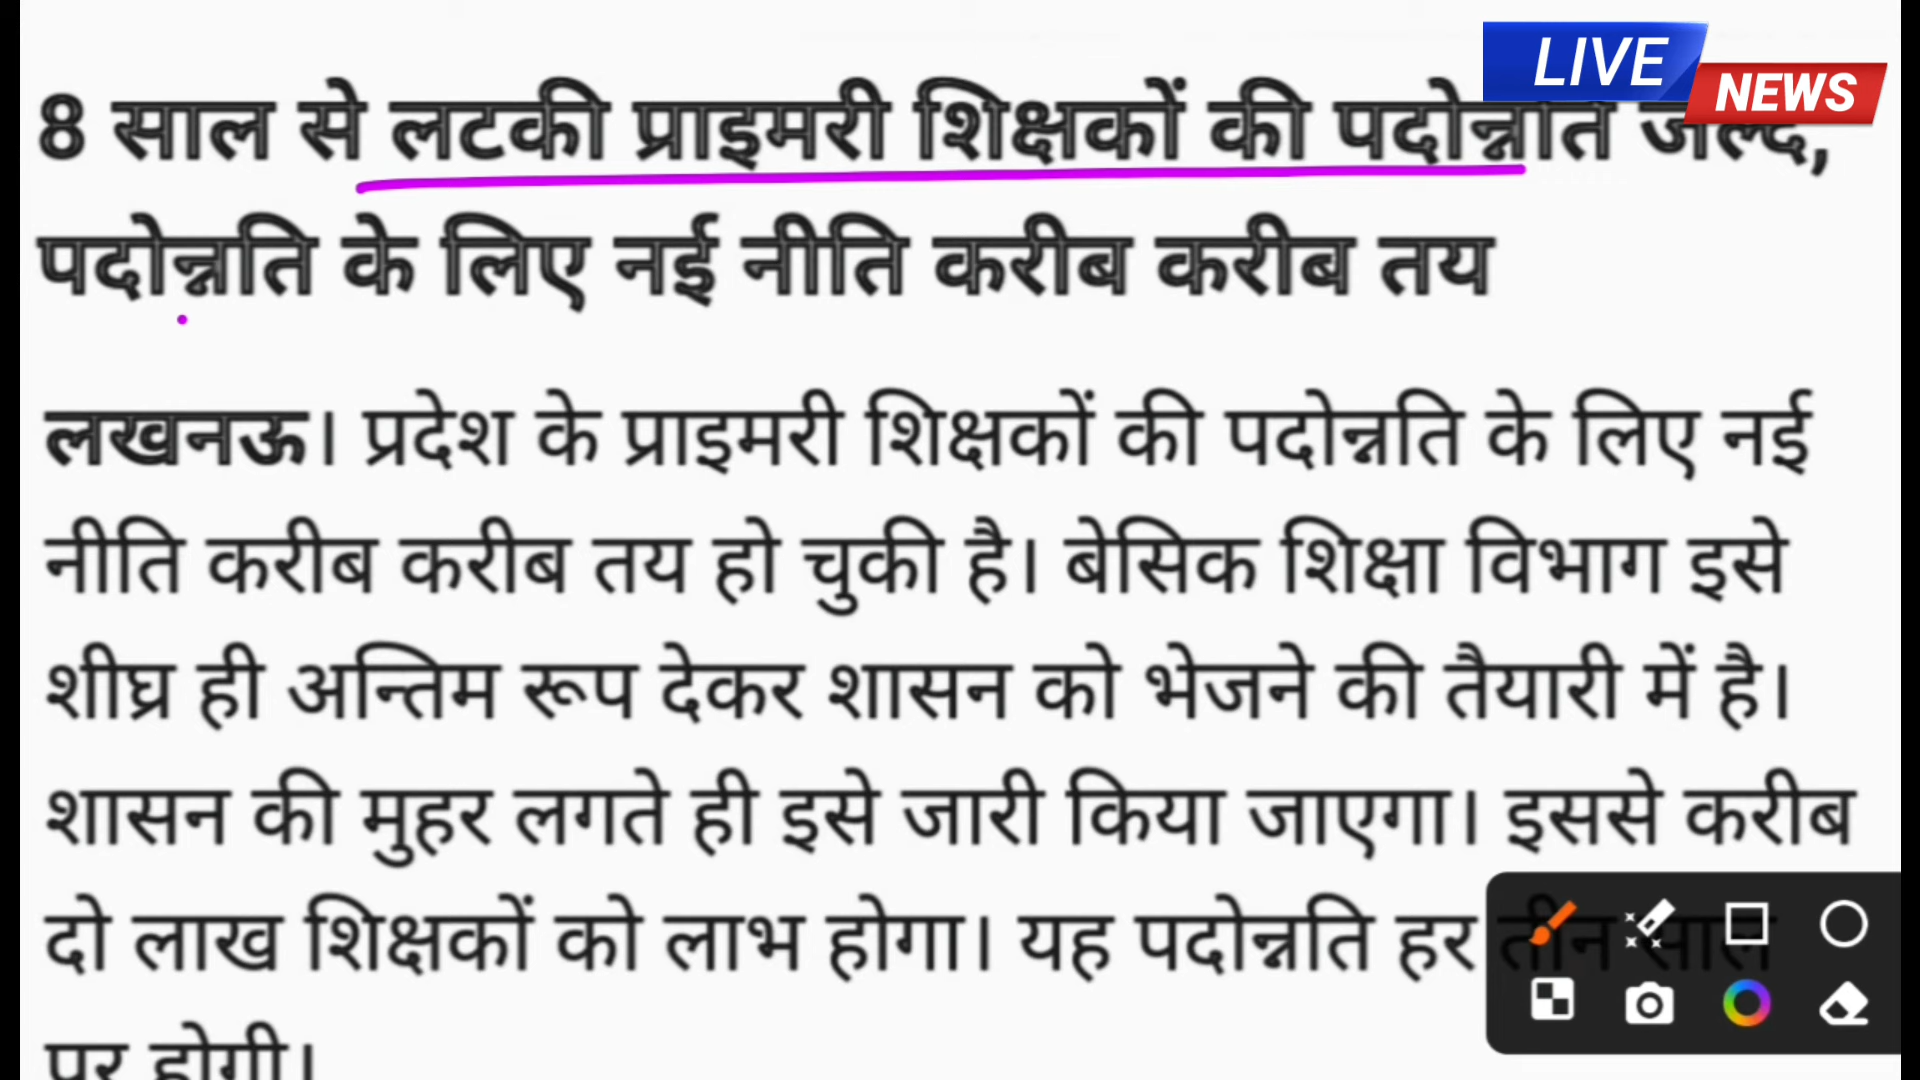 LIVE
NEWS
8 साल से लटकी प्राइमरी शिक्षकों की पदोन्नति जल्द,
पदोन्नति के लिए नई नीति करीब करीब तय
लखनऊ। प्रदेश के प्राइमरी शिक्षकों की पदोन्नति के लिए नई
नीति करीब करीब तय हो चुकी है। बेसिक शिक्षा विभाग इसे
शीघ्र ही अन्तिम रूप देकर शासन को भेजने की तैयारी में है।
शासन की मुहर लगते ही इसे जारी किया जाएगा। इससे करीब
दो लाख शिक्षकों को लाभ होगा। यह पदोन्नति हर तीन साल
पर होगी।